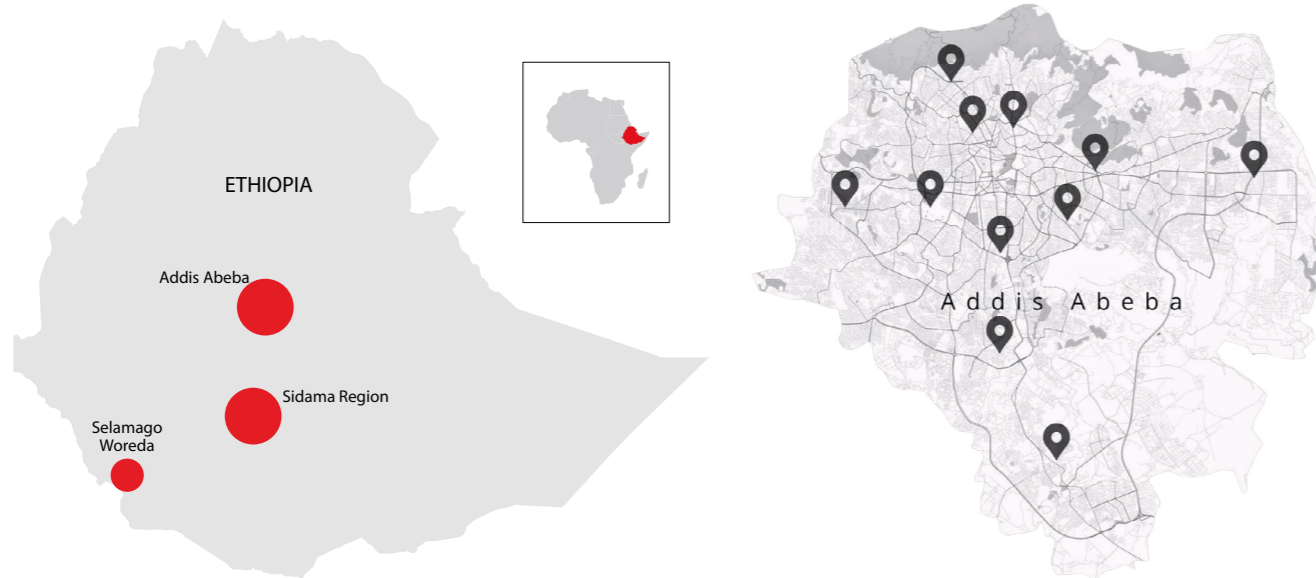 ETHIOPIA
Addis Abeba
Sidama Region
Selamago
Woreda
Addis Abeba